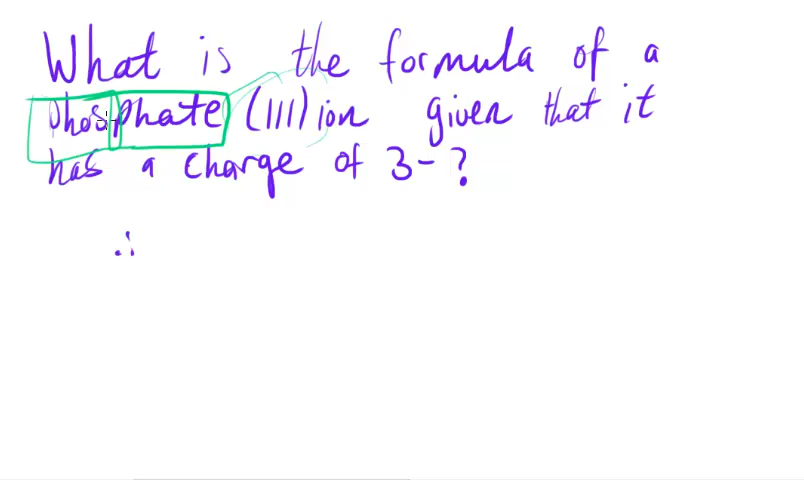 What is the formula of a
phosphate (III) ion given that it
has a charge of 3- ?
∴